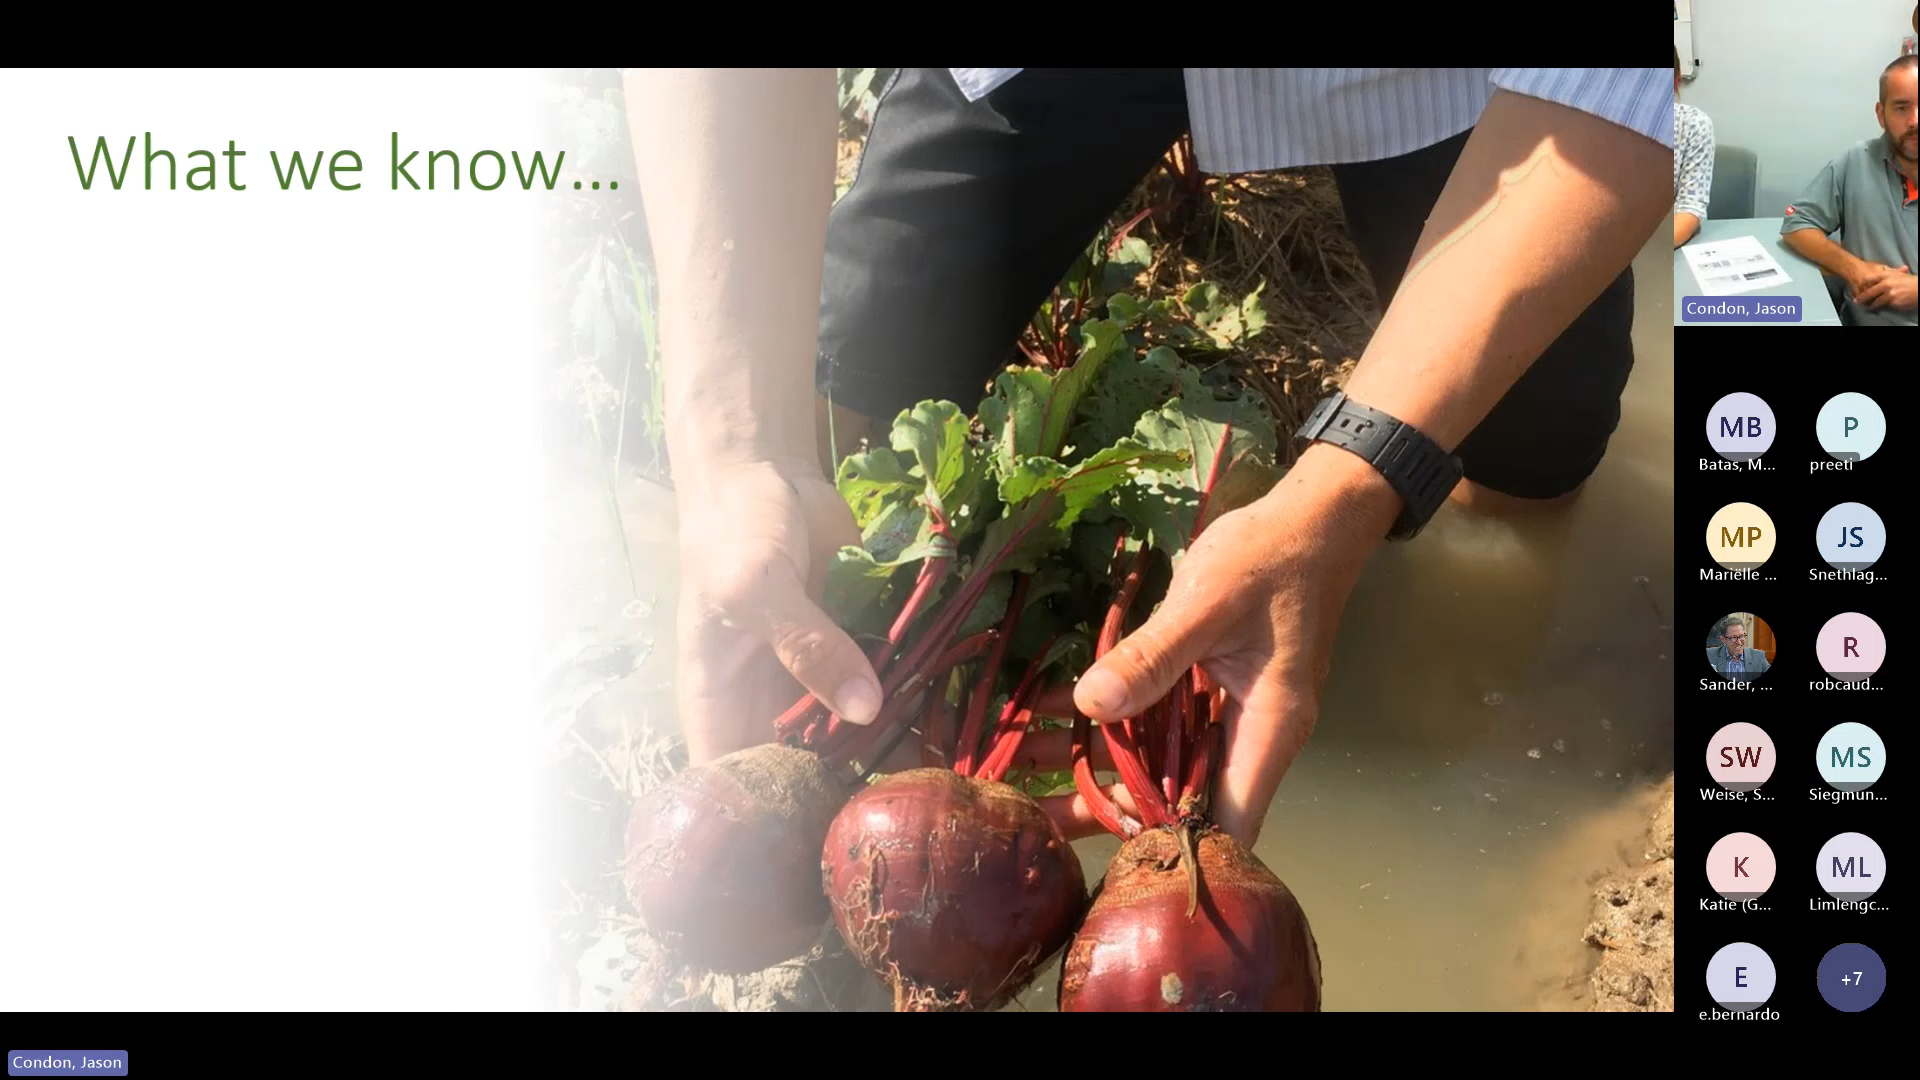 What we know...
Condon, Jason
MB
Batas, M...
P
preeti
MP
Mariëlle ...
JS
Snethlag...
Sander, ...
R
robcaud...
SW
Weise, S...
MS
Siegmun...
K
Katie (G...
ML
Limlengc...
E
e.bernardo
+7
Condon, Jason